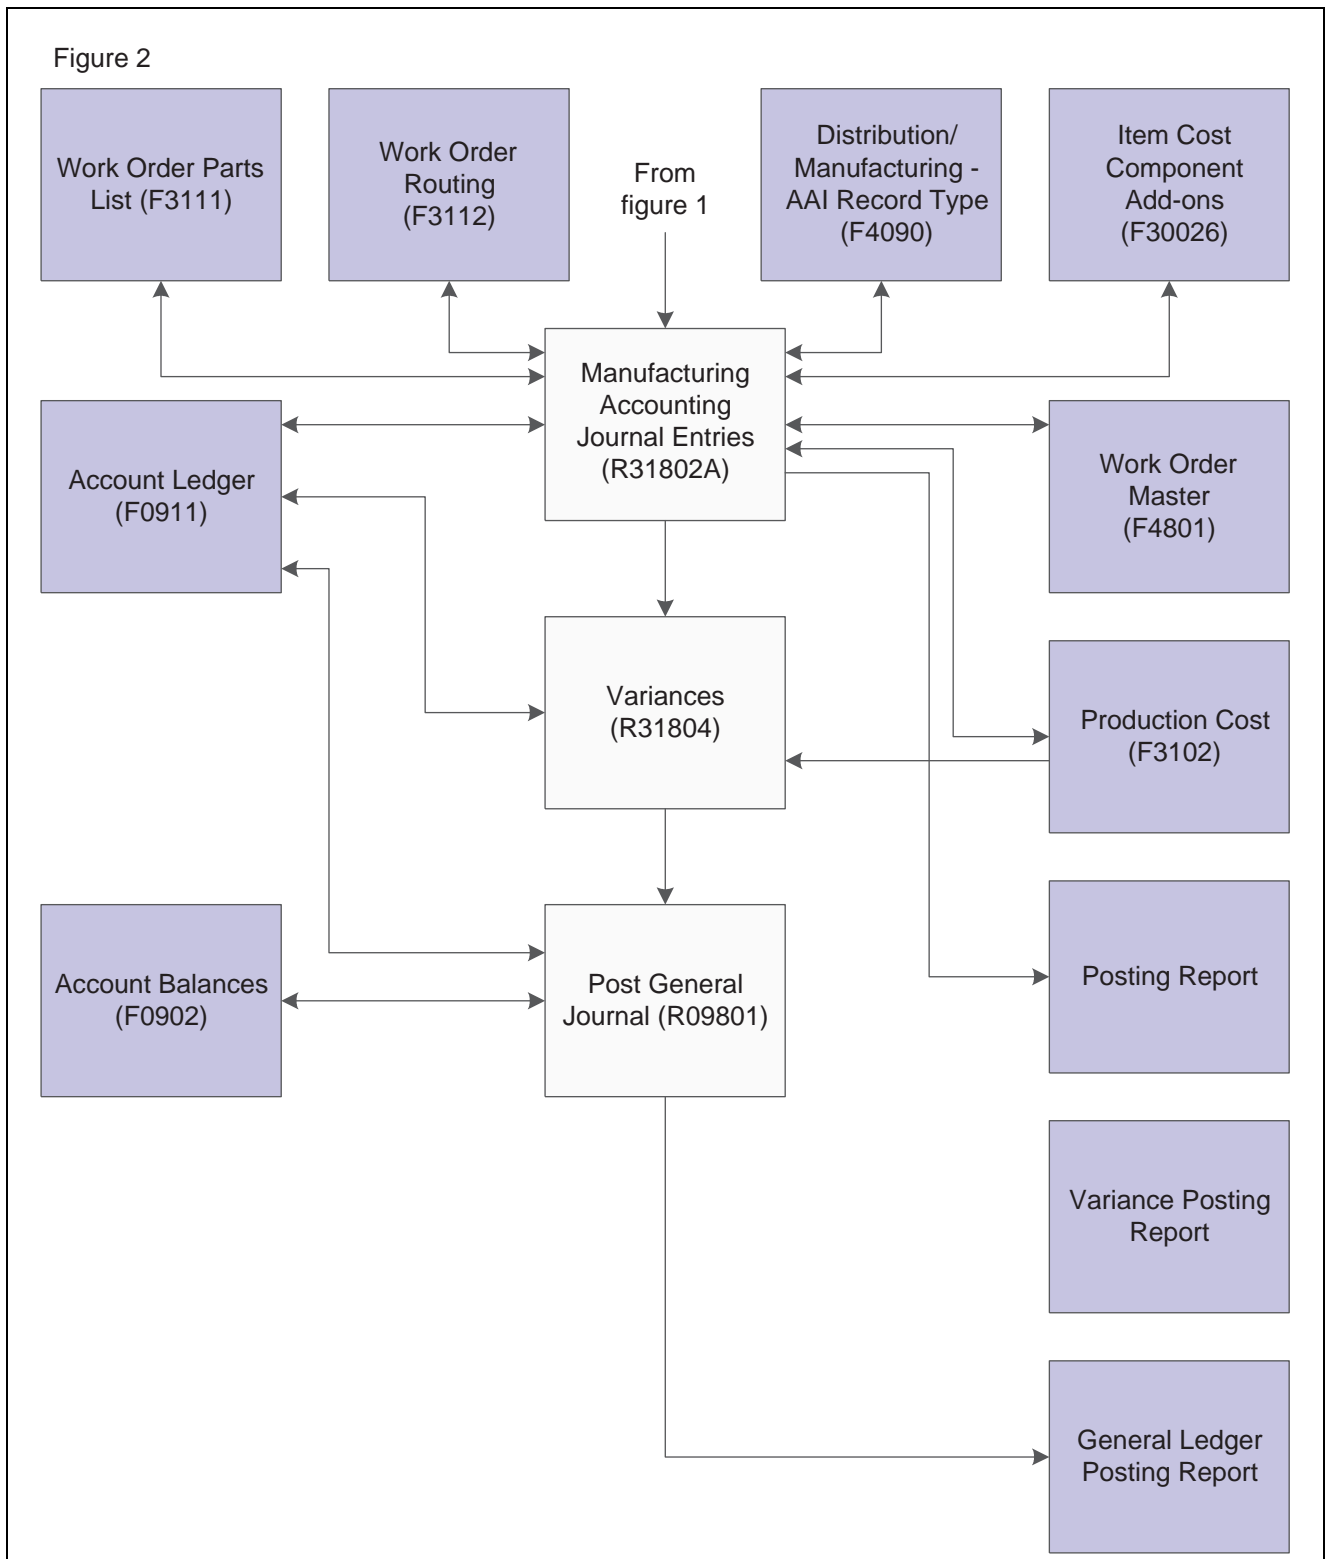 Figure 2
Work Order Parts
List (F3111)
Work Order
Routing
(F3112)
From
figure 1
Distribution/
Manufacturing -
AAI Record Type
(F4090)
Item Cost
Component
Add-ons
(F30026)
Manufacturing
Accounting
Journal Entries
(R31802A)
Account Ledger
(F0911)
Work Order
Master
(F4801)
Variances
(R31804)
Production Cost
(F3102)
Account Balances
(F0902)
Post General
Journal (R09801)
Posting Report
Variance Posting
Report
General Ledger
Posting Report